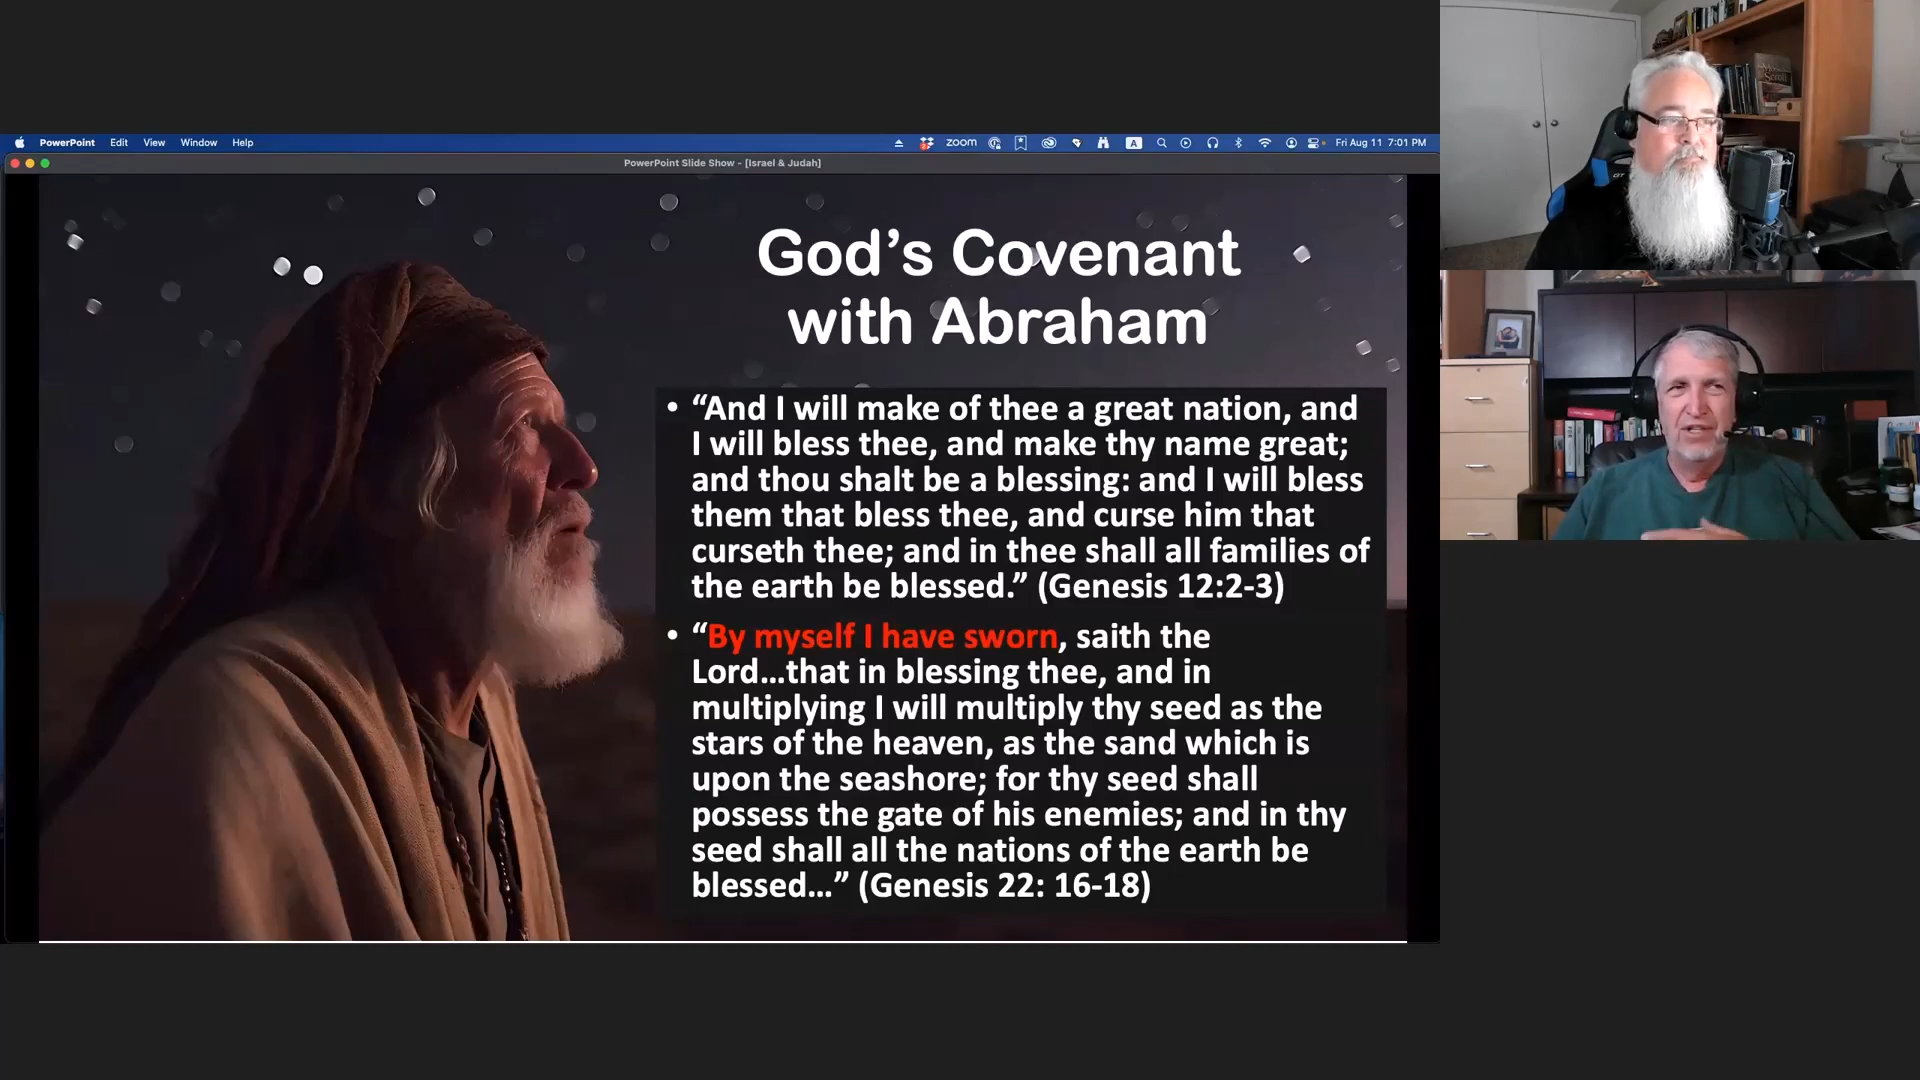 PowerPoint Edit View Window Help zoom A Fri Aug 11 7:01 PM
PowerPoint Slide Show - [Israel & Judah]
God’s Covenant
with Abraham
• “And I will make of thee a great nation, and
I will bless thee, and make thy name great;
and thou shalt be a blessing: and I will bless
them that bless thee, and curse him that
curseth thee; and in thee shall all families of
the earth be blessed.” (Genesis 12:2-3)
• “By myself I have sworn, saith the
Lord...that in blessing thee, and in
multiplying I will multiply thy seed as the
stars of the heaven, as the sand which is
upon the seashore; for thy seed shall
possess the gate of his enemies; and in thy
seed shall all the nations of the earth be
blessed...” (Genesis 22: 16-18)